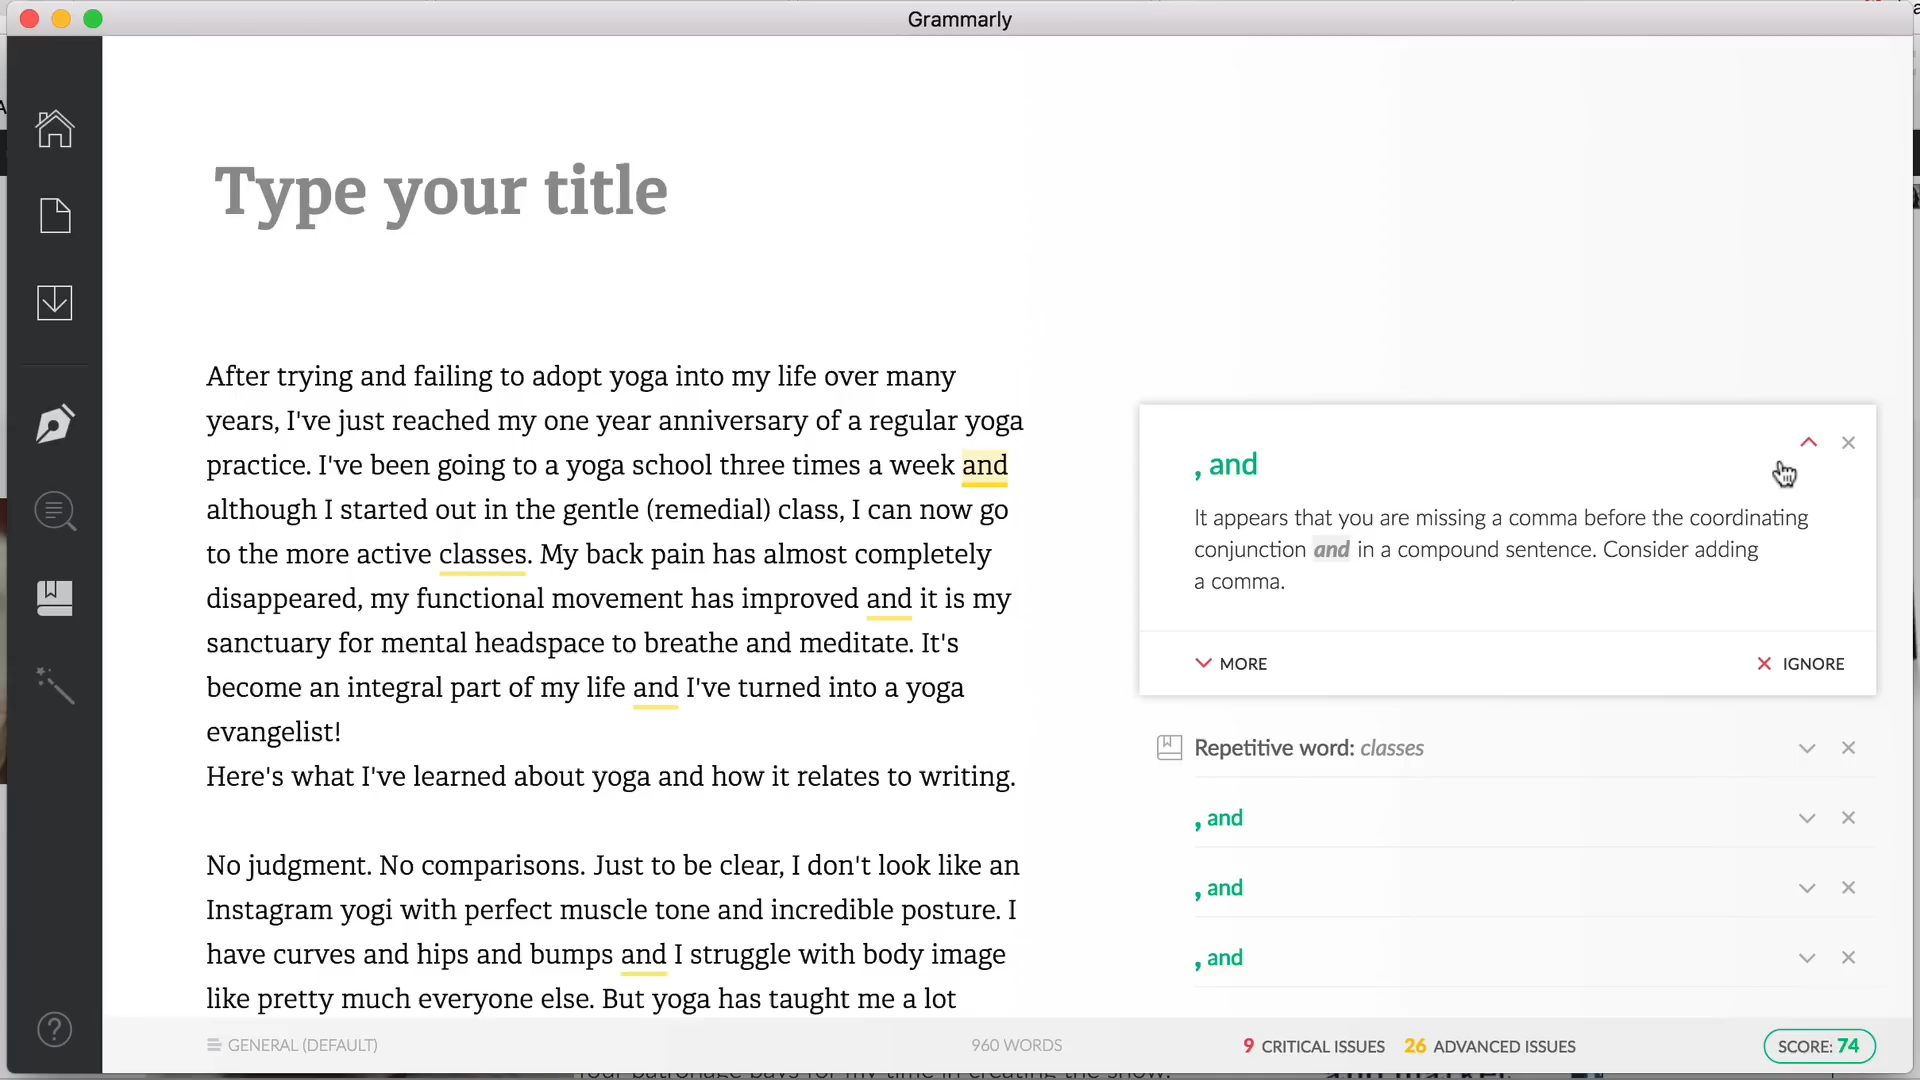 Grammarly
Type your title
After trying and failing to adopt yoga into my life over many
years, I've just reached my one year anniversary of a regular yoga
practice. I've been going to a yoga school three times a week and
although I started out in the gentle (remedial) class, I can now go
to the more active classes. My back pain has almost completely
disappeared, my functional movement has improved and it is my
sanctuary for mental headspace to breathe and meditate. It's
become an integral part of my life and I've turned into a yoga
evangelist!
Here's what I've learned about yoga and how it relates to writing.
No judgment. No comparisons. Just to be clear, I don't look like an
Instagram yogi with perfect muscle tone and incredible posture. I
have curves and hips and bumps and I struggle with body image
like pretty much everyone else. But yoga has taught me a lot
, and
It appears that you are missing a comma before the coordinating
conjunction and in a compound sentence. Consider adding
a comma.
MORE
IGNORE
Repetitive word: classes
, and
, and
, and
GENERAL (DEFAULT)
960 WORDS
9 CRITICAL ISSUES
26 ADVANCED ISSUES
SCORE: 74